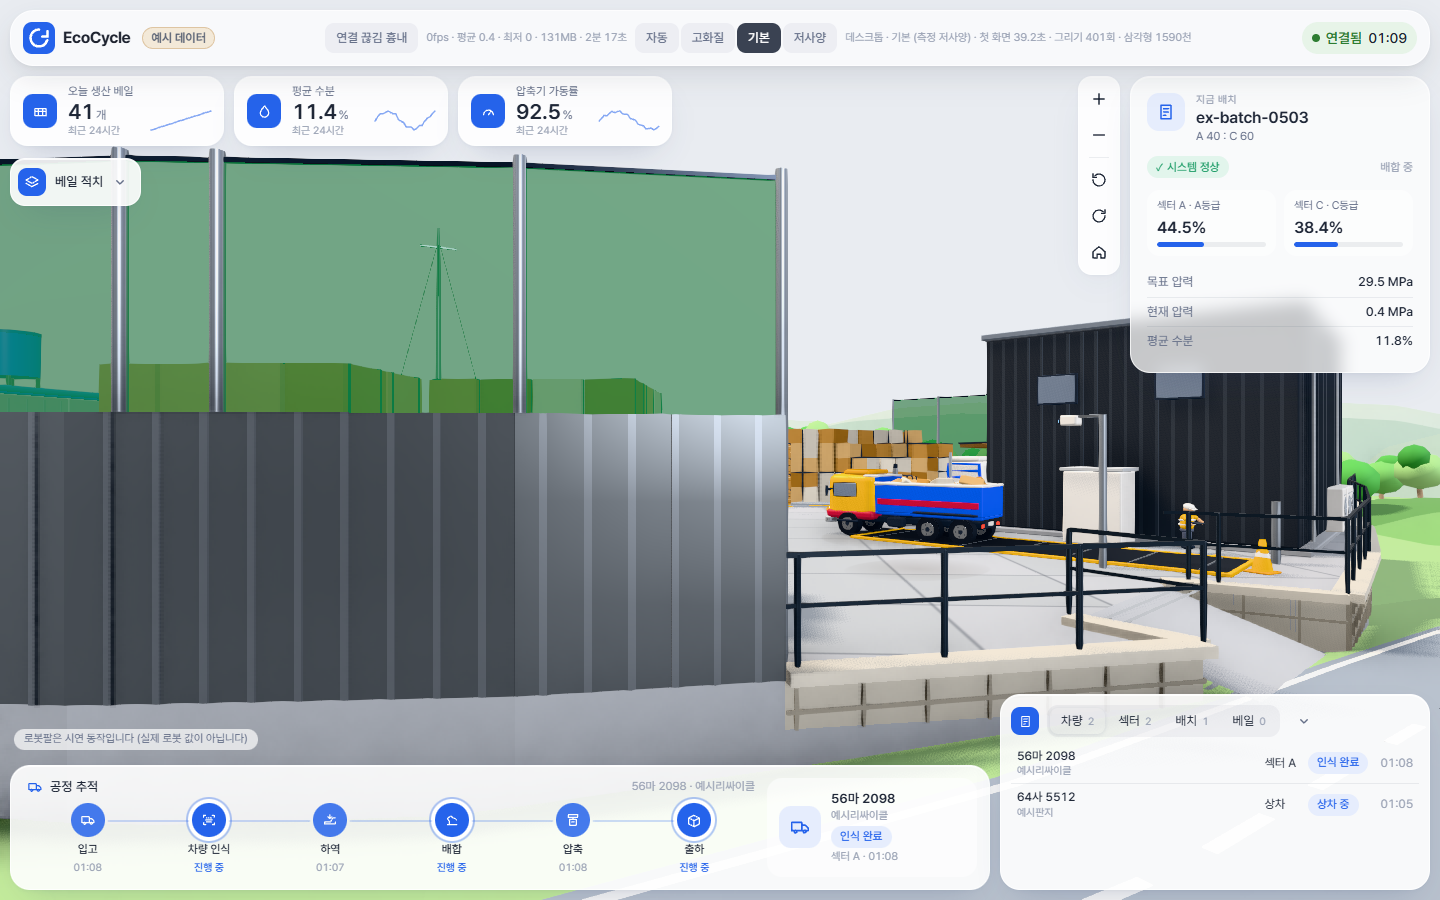 EcoCycle
예시 데이터
연결 끊김 흉내
0fps · 평균 0.4 · 최저 0 · 131MB · 2분 17초
자동
고화질
기본
저사양
데스크톱 · 기본 (측정 저사양) · 첫 화면 39.2초 · 그리기 401회 · 삼각형 1590천
연결됨 01:09
오늘 생산 베일
41개
최근 24시간
평균 수분
11.4%
최근 24시간
압축기 가동률
92.5%
최근 24시간
베일 적치
지금 배치
ex-batch-0503
A 40 : C 60
✓ 시스템 정상
배합 중
섹터 A · A등급
44.5%
섹터 C · C등급
38.4%
목표 압력 29.5 MPa
현재 압력 0.4 MPa
평균 수분 11.8%
로봇팔은 시연 동작입니다 (실제 로봇 값이 아닙니다)
공정 추적
56마 2098 · 예시리싸이클
입고
01:08
차량 인식
진행 중
하역
01:07
배합
진행 중
압축
01:08
출하
진행 중
56마 2098
예시리싸이클
인식 완료
섹터 A · 01:08
차량 2
섹터 2
배치 1
베일 0
56마 2098
예시리싸이클
섹터 A
인식 완료
01:08
64사 5512
예시판지
상차
상차 중
01:05